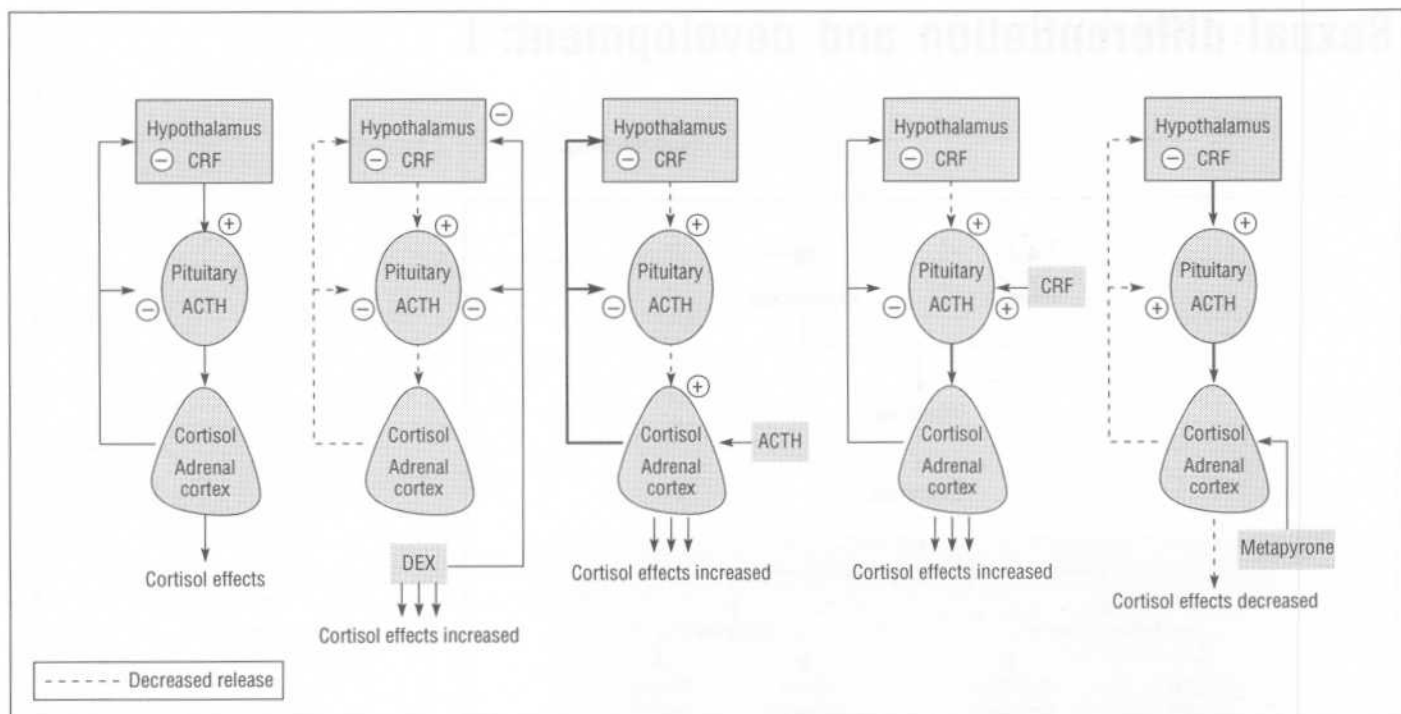 Sexual differentiation and development: I
Hypothalamus
− CRF
+
Pituitary
ACTH
−
Cortisol
Adrenal
cortex
Cortisol effects
Hypothalamus
− CRF
−
+
Pituitary
− ACTH −
Cortisol
Adrenal
cortex
DEX
Cortisol effects increased
Hypothalamus
− CRF
+
Pituitary
− ACTH
+
Cortisol
Adrenal
cortex
ACTH
Cortisol effects increased
Hypothalamus
− CRF
+
Pituitary
− ACTH +
CRF
Cortisol
Adrenal
cortex
Cortisol effects increased
Hypothalamus
− CRF
+
Pituitary
+ ACTH
Cortisol
Adrenal
cortex
Metapyrone
Cortisol effects decreased
Decreased release